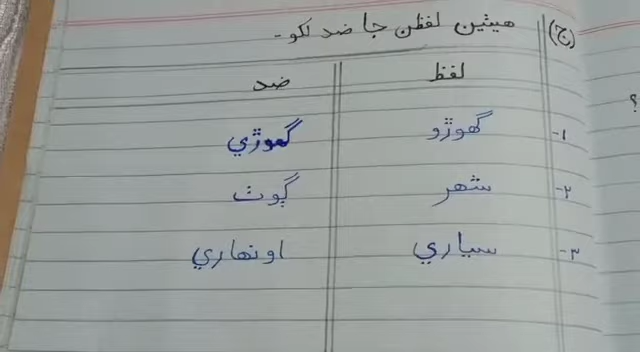 (ج) هيٺين لفظن جا ضد لکو-
لفظ ضد
١- گهوڙو گهوڙي
٢- شهر ڳوٺ
٣- سياري اونهاري
؟